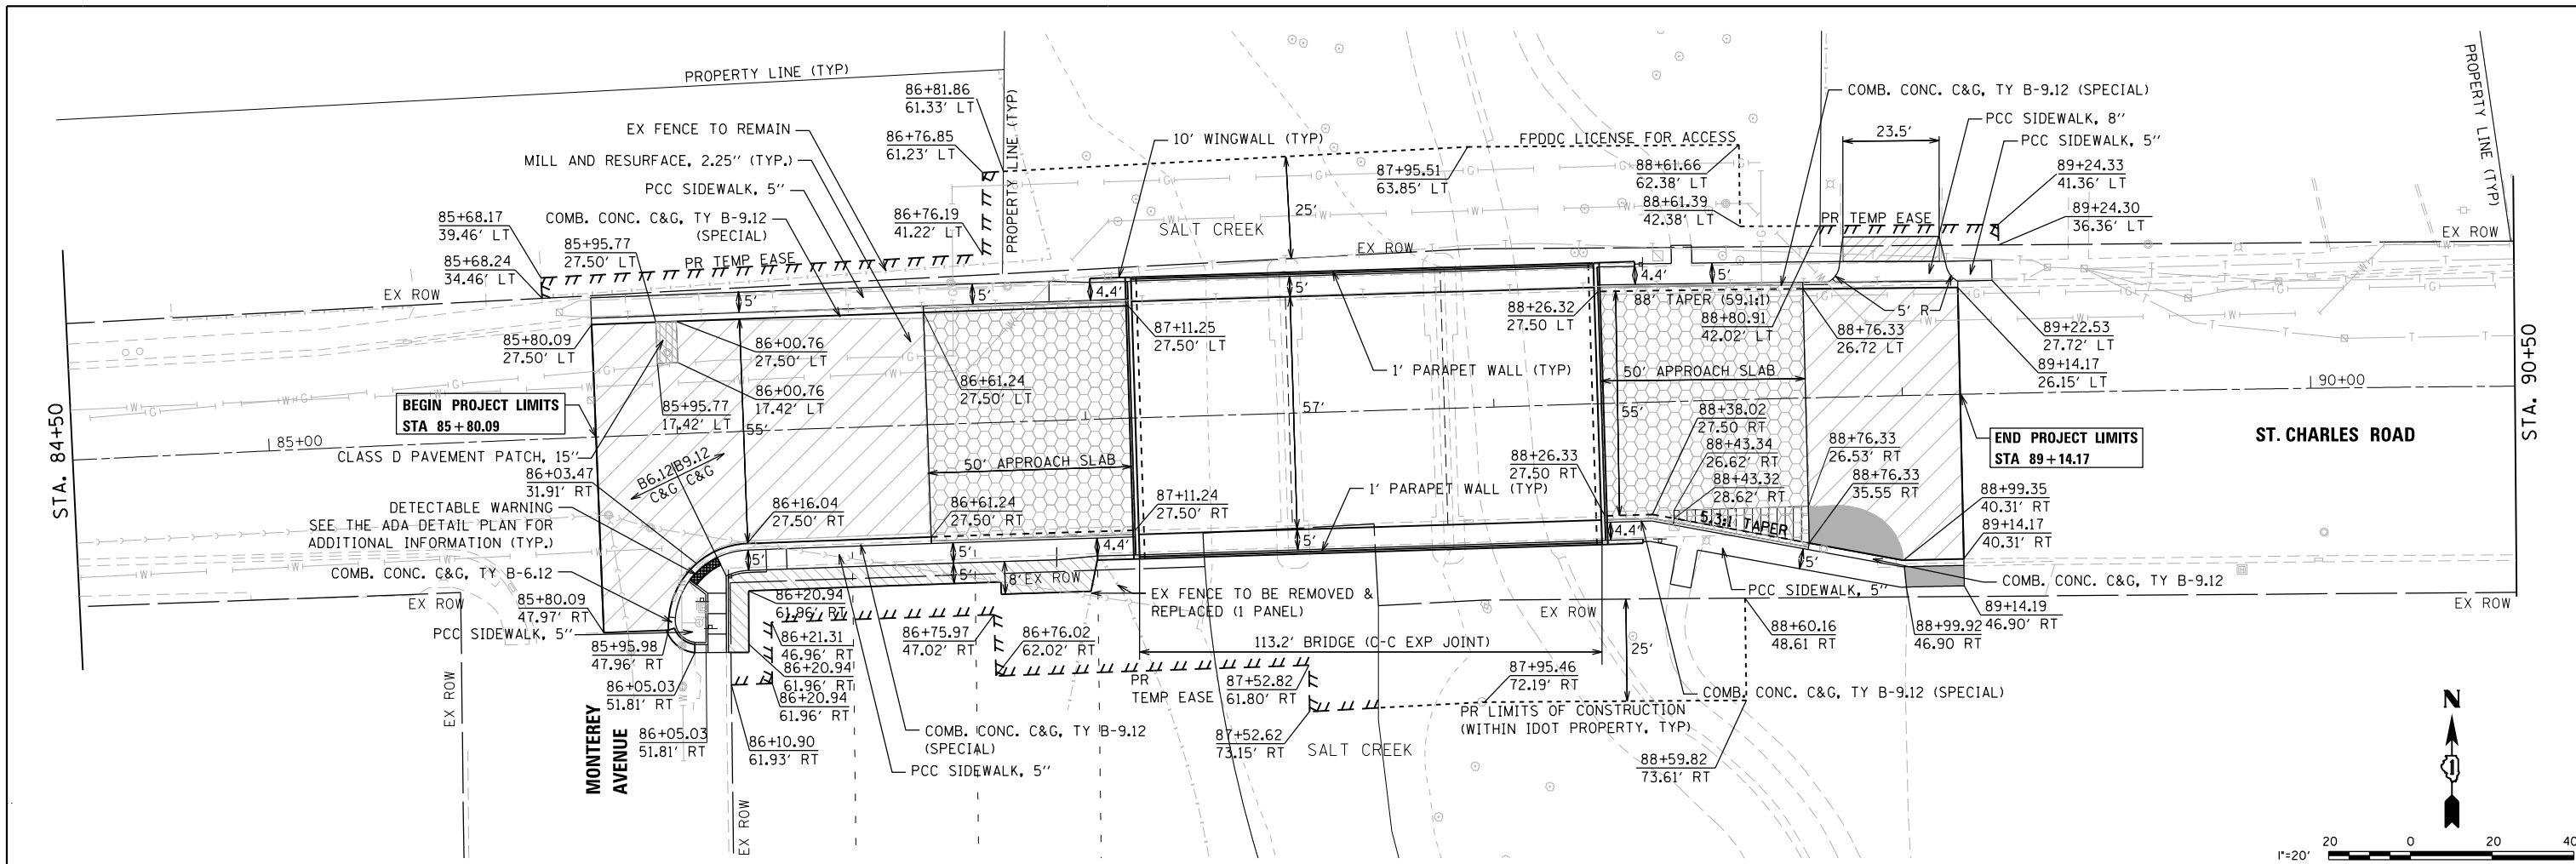 PROPERTY LINE (TYP)
86+81.86
61.33' LT
86+76.85
61.23' LT
PROPERTY LINE (TYP)
EX FENCE TO REMAIN
MILL AND RESURFACE, 2.25" (TYP.)
PCC SIDEWALK, 5"
COMB. CONC. C&G, TY B-9.12
(SPECIAL)
86+76.19
41.22' LT
85+68.17
39.46' LT
85+68.24
34.46' LT
85+95.77
27.50' LT
PR TEMP EASE
EX ROW
10' WINGWALL (TYP)
FPDDC LICENSE FOR ACCESS
87+95.51
63.85' LT
88+61.66
62.38' LT
88+61.39
42.38' LT
25'
SALT CREEK
EX ROW
COMB. CONC. C&G, TY B-9.12 (SPECIAL)
PCC SIDEWALK, 8"
PCC SIDEWALK, 5"
23.5'
89+24.33
41.36' LT
89+24.30
36.36' LT
PR TEMP EASE
EX ROW
PROPERTY LINE (TYP)
5'
5'
4.4'
5'
4.4'
5'
88' TAPER (59.1:1)
88+80.91
42.02' LT
5' R
88+76.33
26.72 LT
89+22.53
27.72' LT
89+14.17
26.15' LT
85+80.09
27.50' LT
86+00.76
27.50' LT
86+00.76
17.42' LT
85+95.77
17.42' LT
86+61.24
27.50' LT
87+11.25
27.50' LT
88+26.32
27.50 LT
1' PARAPET WALL (TYP)
50' APPROACH SLAB
STA. 84+50
STA. 90+50
BEGIN PROJECT LIMITS
STA 85+80.09
85+00
55'
57'
55'
90+00
ST. CHARLES ROAD
END PROJECT LIMITS
STA 89+14.17
CLASS D PAVEMENT PATCH, 15"
B6.12 B9.12
C&G C&G
50' APPROACH SLAB
86+03.47
31.91' RT
DETECTABLE WARNING
SEE THE ADA DETAIL PLAN FOR
ADDITIONAL INFORMATION (TYP.)
COMB. CONC. C&G, TY B-6.12
86+16.04
27.50' RT
86+61.24
27.50' RT
87+11.24
27.50' RT
1' PARAPET WALL (TYP)
88+26.33
27.50 RT
88+38.02
27.50 RT
88+43.34
26.62' RT
88+43.32
28.62' RT
5.3:1 TAPER
88+76.33
26.53' RT
88+76.33
35.55' RT
88+99.35
40.31' RT
89+14.17
40.31' RT
5'
5'
5'
4.4'
5'
4.4'
5'
8'
EX ROW
EX ROW
85+80.09
47.97' RT
PCC SIDEWALK, 5"
85+95.98
47.96' RT
86+05.03
51.81' RT
86+05.03
51.81' RT
86+20.94
61.96' RT
86+21.31
46.96' RT
86+20.94
61.96' RT
86+20.94
61.96' RT
86+10.90
61.93' RT
86+75.97
47.02' RT
86+76.02
62.02' RT
EX FENCE TO BE REMOVED &
REPLACED (1 PANEL)
113.2' BRIDGE (C-C EXP JOINT)
EX ROW
PCC SIDEWALK, 5"
COMB. CONC. C&G, TY B-9.12
89+14.19
46.90' RT
88+99.92
46.90' RT
88+60.16
48.61 RT
EX ROW
25'
PR
TEMP EASE
87+52.82
61.80' RT
87+95.46
72.19' RT
COMB. CONC. C&G, TY B-9.12 (SPECIAL)
PR LIMITS OF CONSTRUCTION
(WITHIN IDOT PROPERTY, TYP)
87+52.62
73.15' RT
SALT CREEK
88+59.82
73.61' RT
COMB. CONC. C&G, TY B-9.12
(SPECIAL)
PCC SIDEWALK, 5"
MONTEREY
AVENUE
EX ROW
EX ROW
EX ROW
N
20 0 20 40
1"=20'